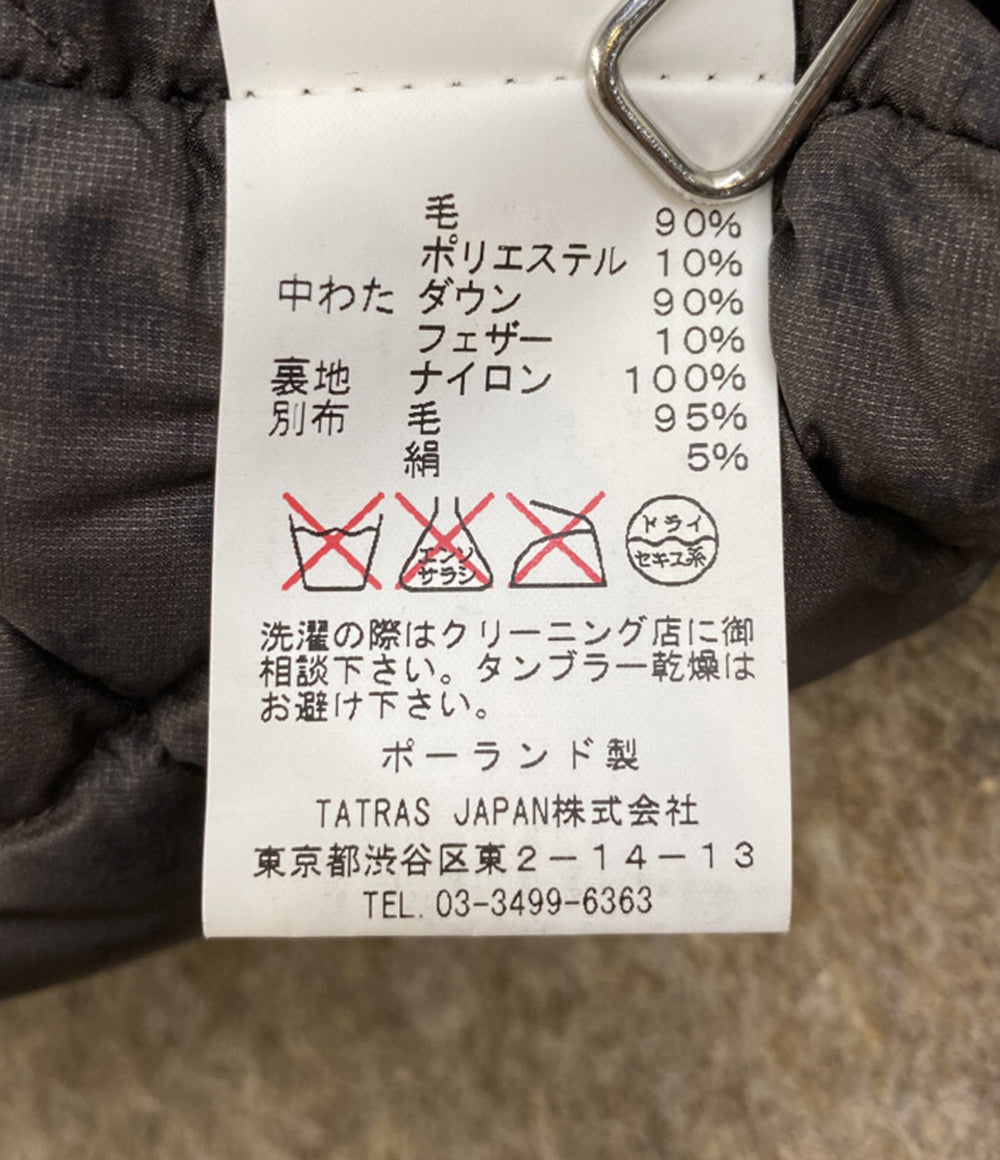 毛 90%
ポリエステル 10%
中わた ダウン 90%
フェザー 10%
裏地 ナイロン 100%
別布 毛 95%
絹 5%
エンソ サラシ
ドライ セキユ系
洗濯の際はクリーニング店に御
相談下さい。タンブラー乾燥は
お避け下さい。
ポーランド製
TATRAS JAPAN株式会社
東京都渋谷区東2-14-13
TEL. 03-3499-6363